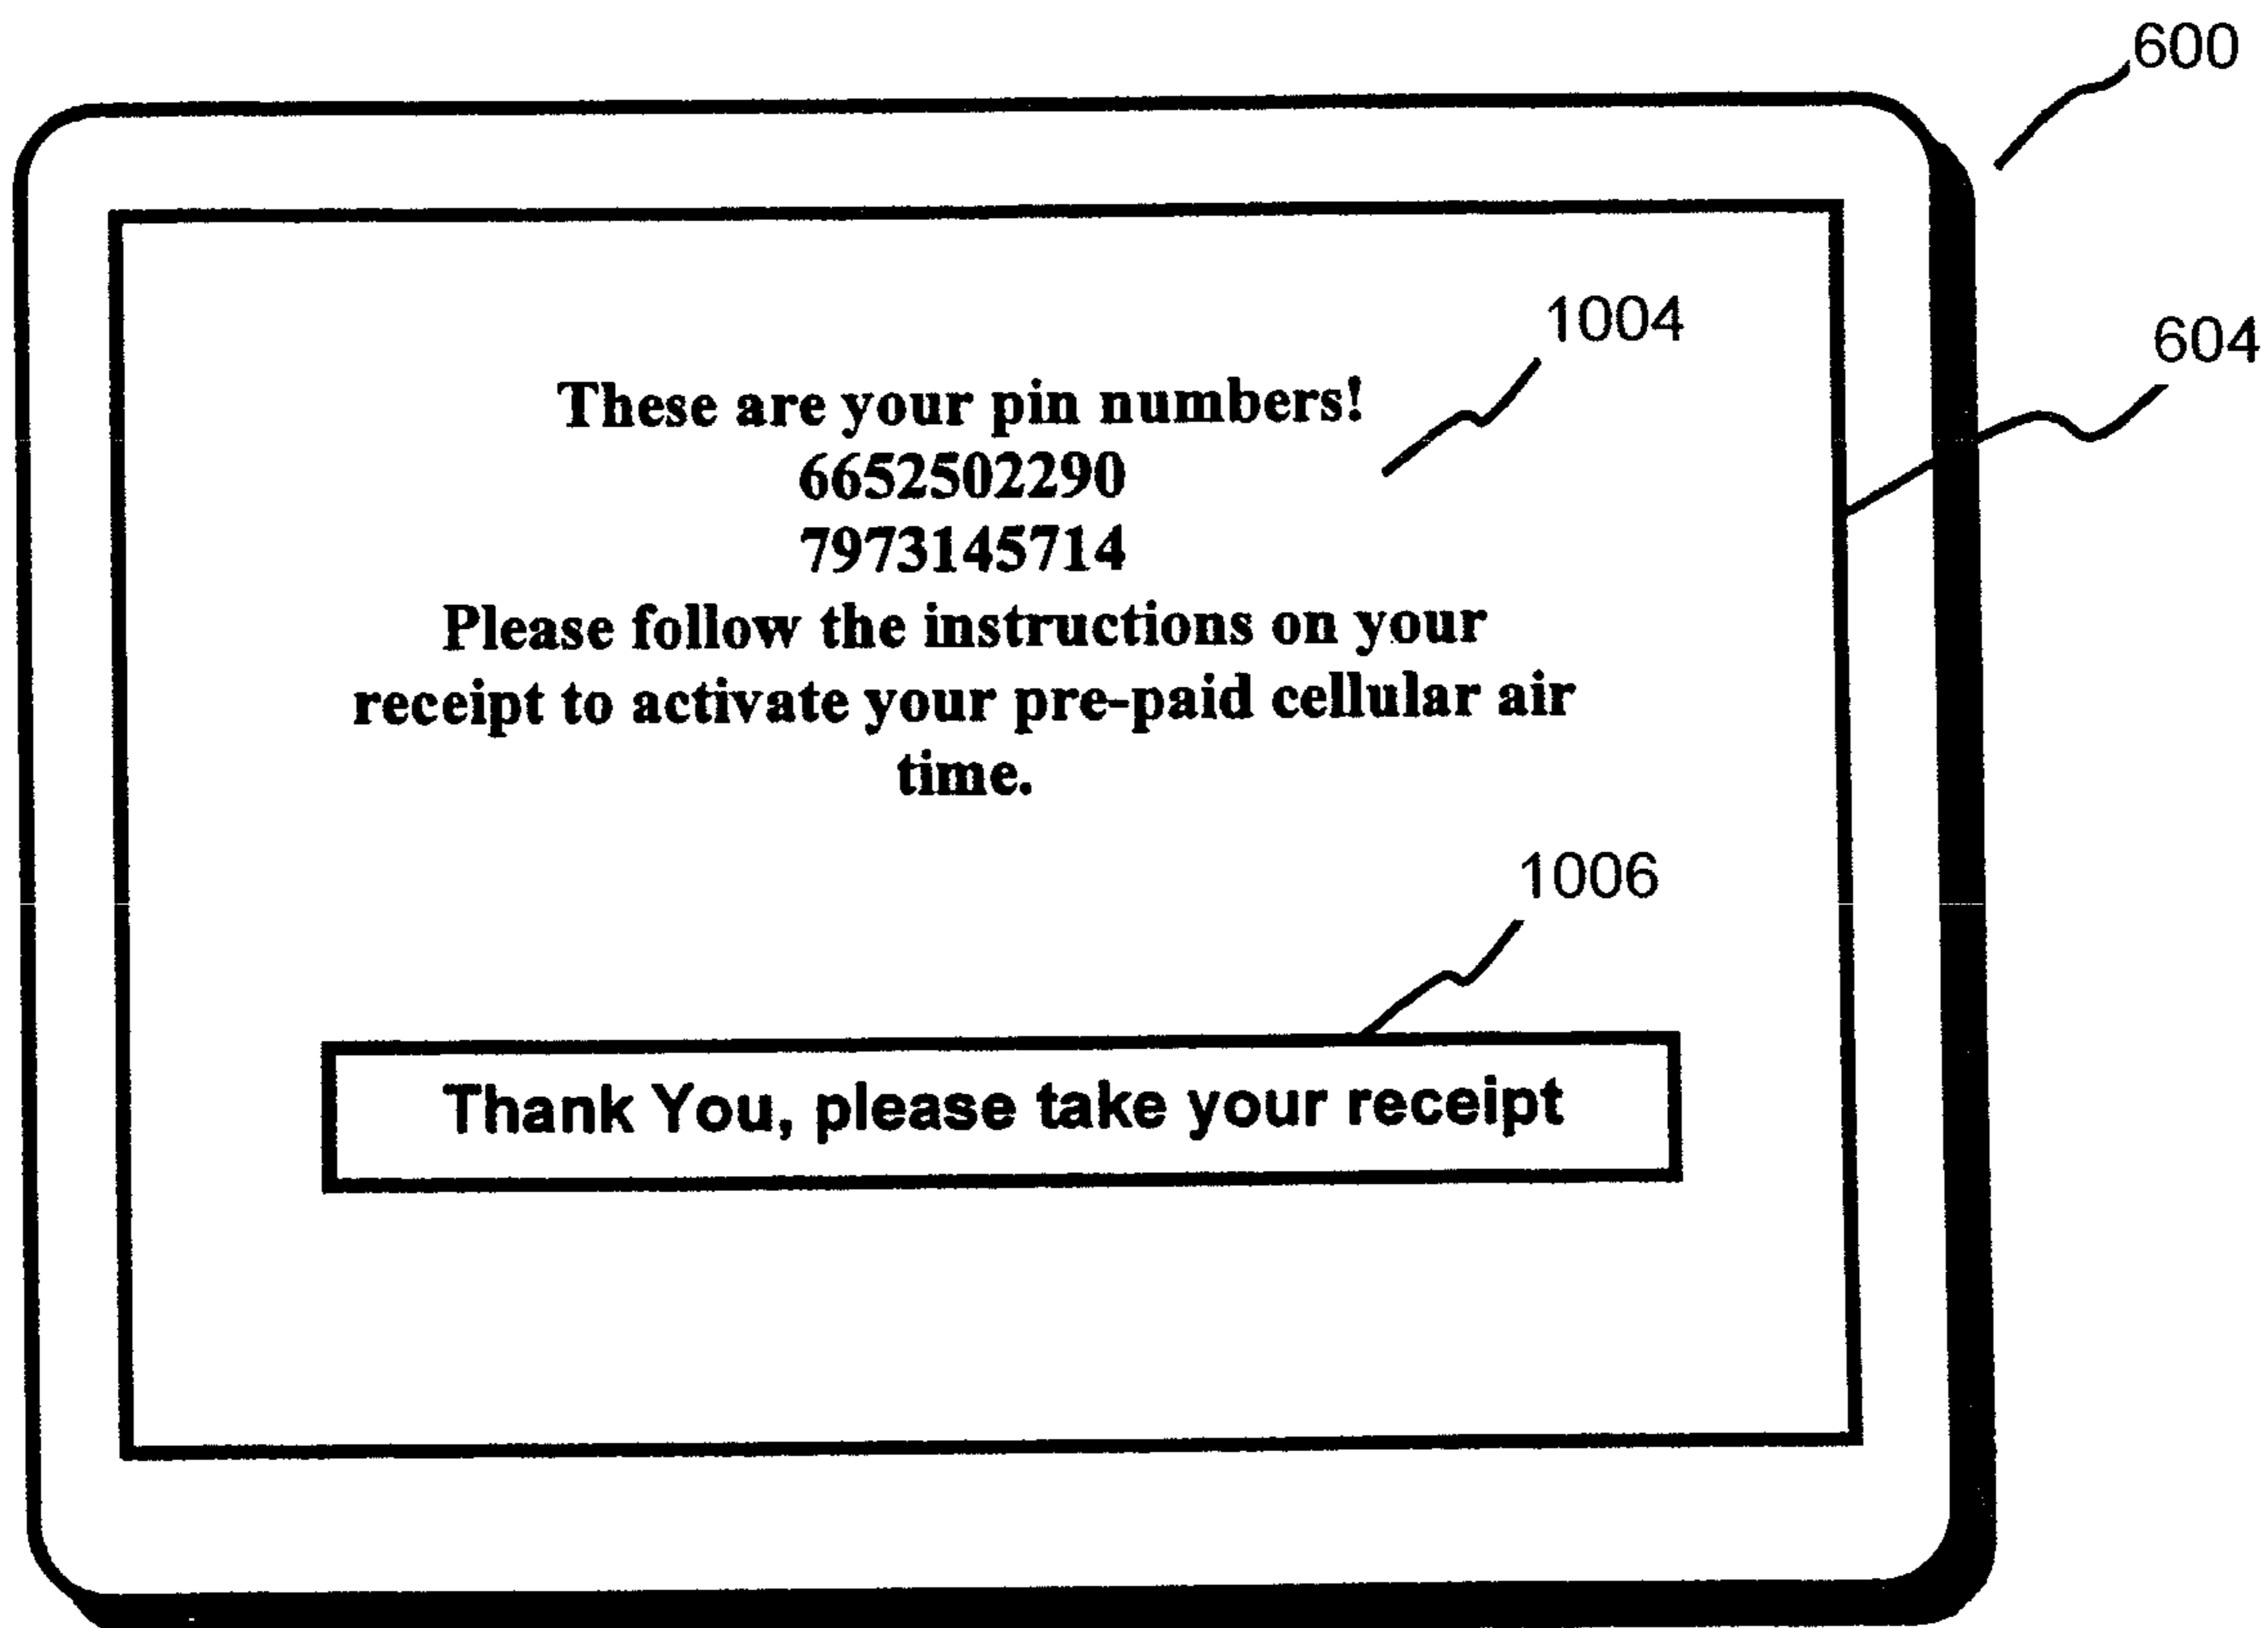 600
1004
604
These are your pin numbers!
6652502290
7973145714
Please follow the instructions on your
receipt to activate your pre-paid cellular air
time.
1006
Thank You, please take your receipt